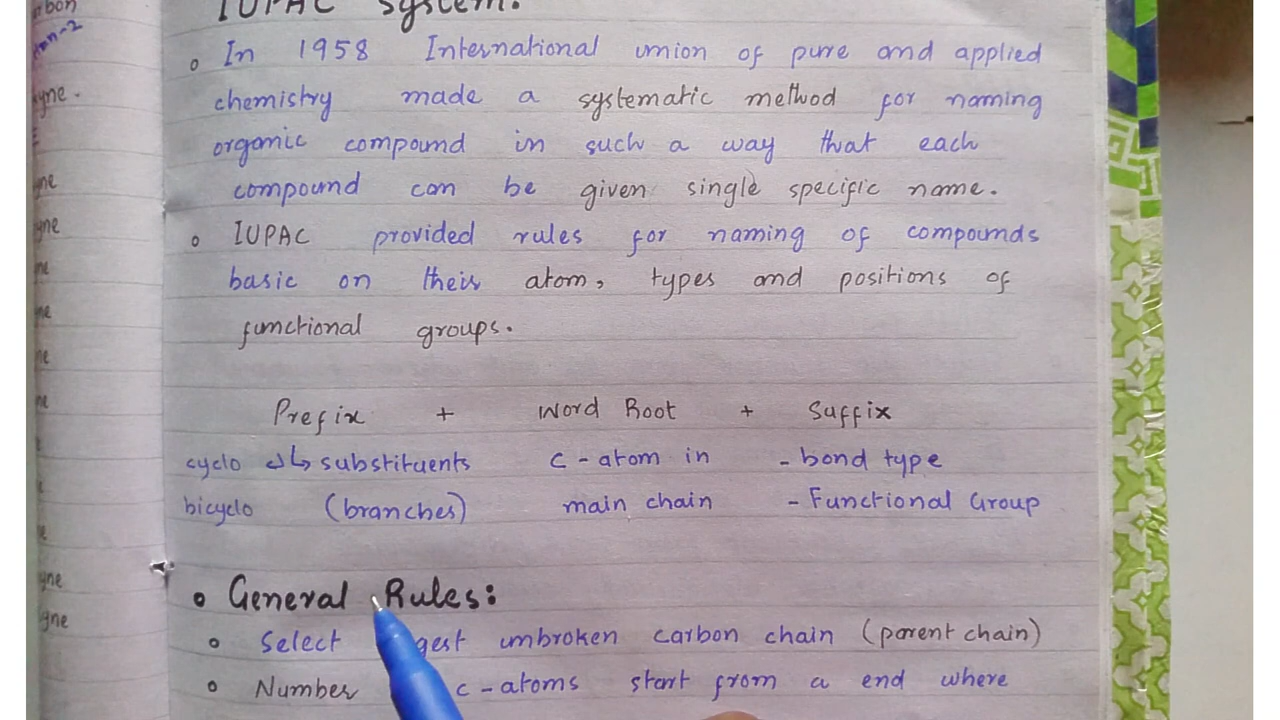 IUPAC system.
In 1958 International union of pure and applied
chemistry made a systematic method for naming
organic compound in such a way that each
compound can be given single specific name.
IUPAC provided rules for naming of compounds
basic on their atom, types and positions of
functional groups.
Prefix + Word Root + Suffix
cyclo ↲↳ substituents c-atom in - bond type
bicyclo (branches) main chain - Functional Group
General Rules:
Select umbroken carbon chain (parent chain)
Number c-atoms start from a end where